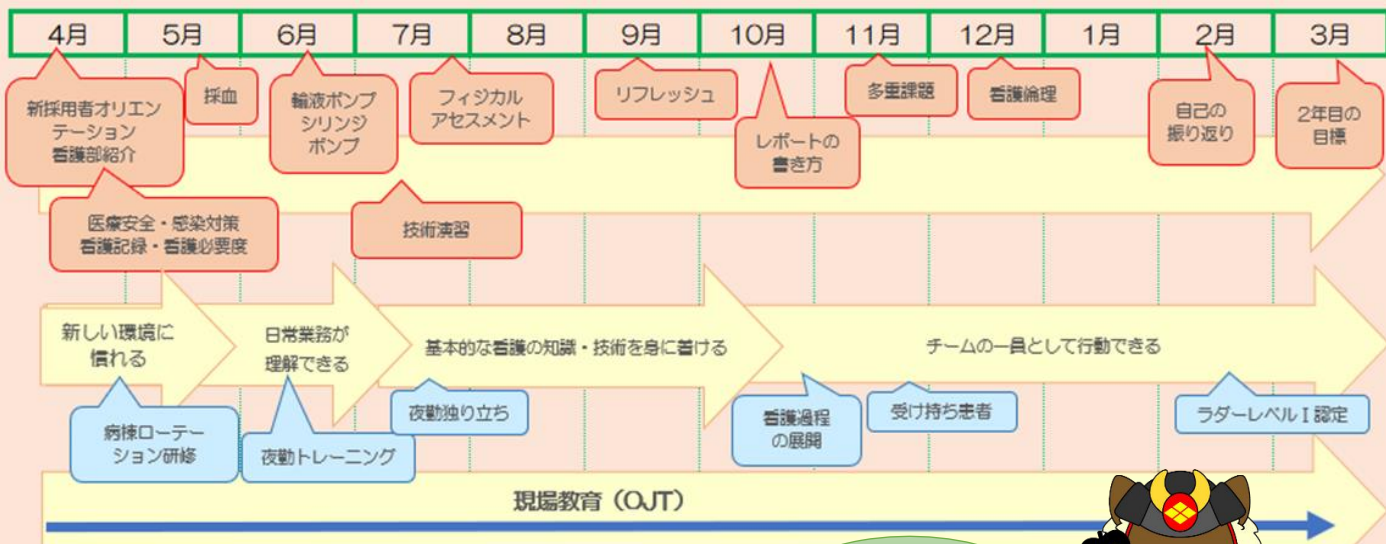 4月 5月 6月 7月 8月 9月 10月 11月 12月 1月 2月 3月
新採用者オリエン
テーション
看護部紹介
採血
輸液ポンプ
シリンジ
ポンプ
フィジカル
アセスメント
リフレッシュ
レポートの
書き方
多重課題
看護倫理
自己の
振り返り
2年目の
目標
医療安全・感染対策
看護記録・看護必要度
技術演習
新しい環境に
慣れる
日常業務が
理解できる
基本的な看護の知識・技術を身に着ける
チームの一員として行動できる
病棟ローテー
ション研修
夜勤トレーニング
夜勤独り立ち
看護過程
の展開
受け持ち患者
ラダーレベルⅠ認定
現場教育（OJT）